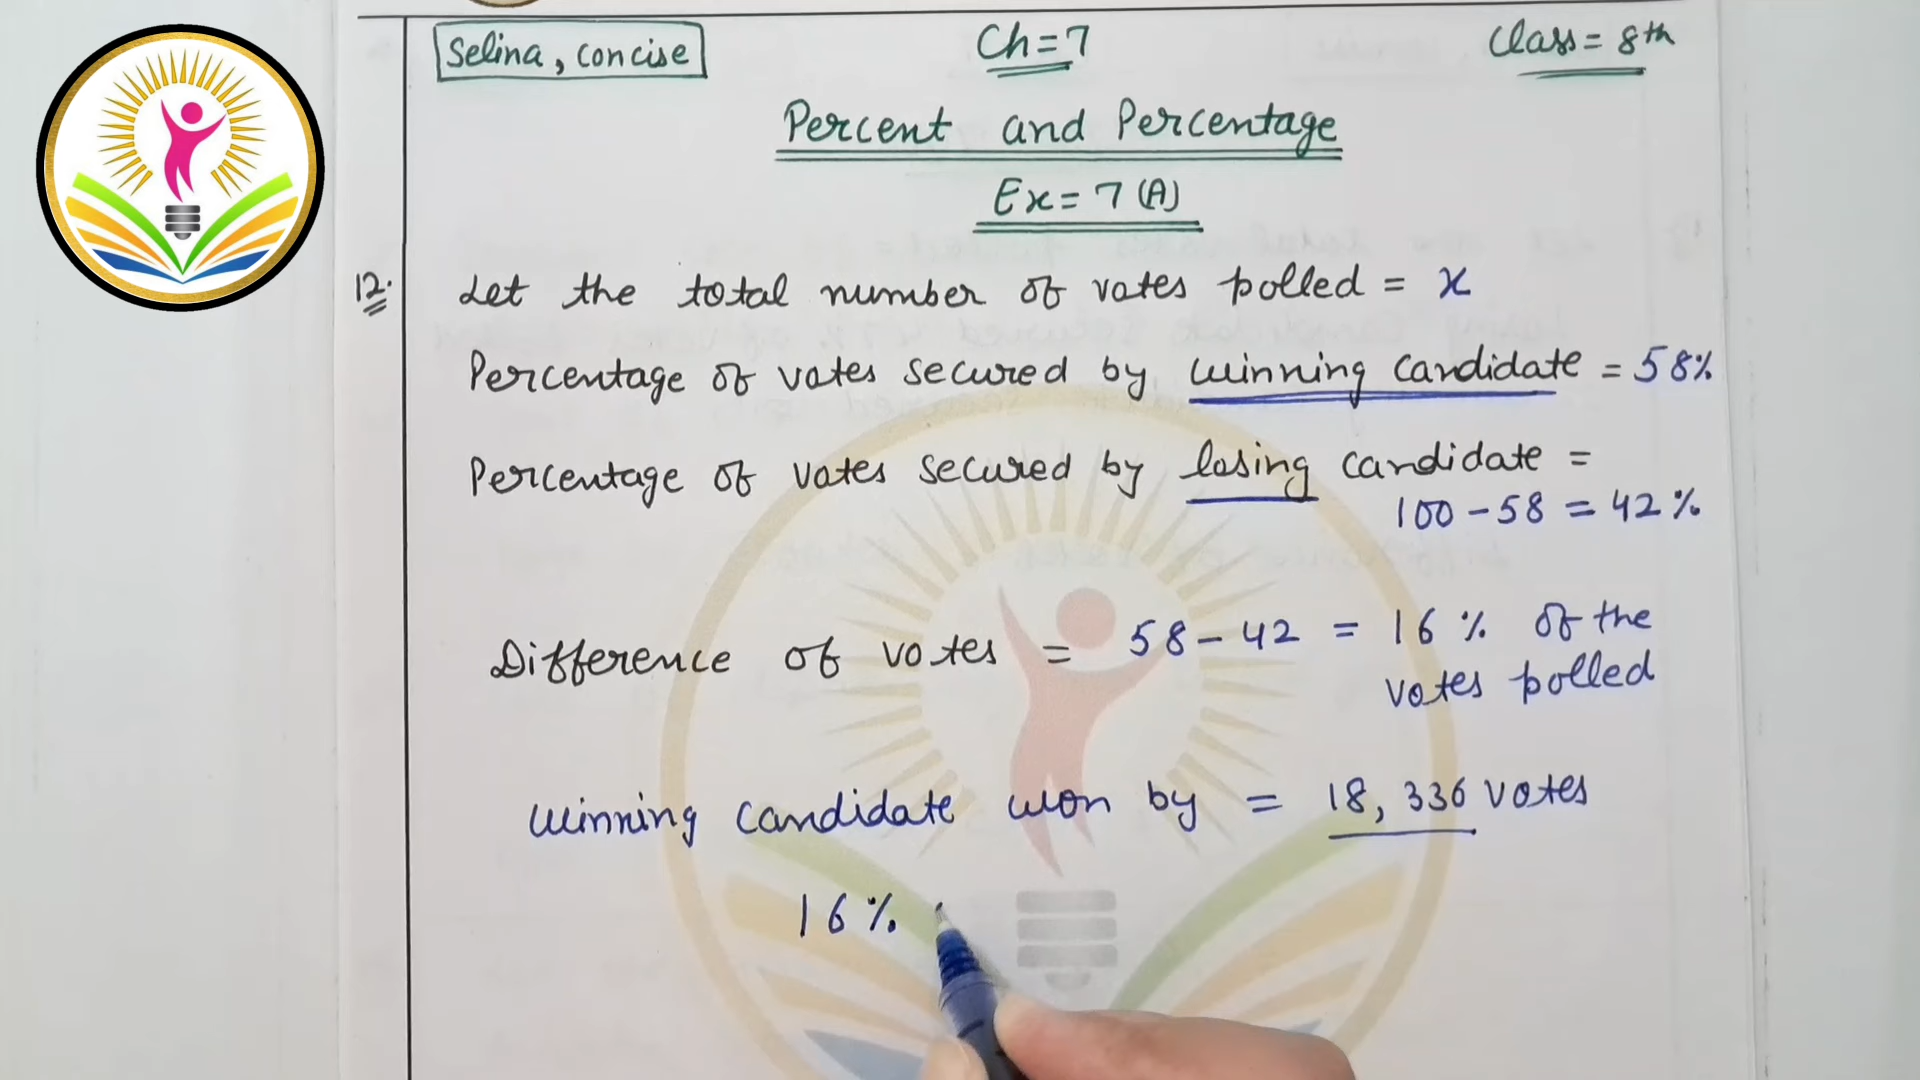 Selina, concise
Ch=7
Class= 8th
Percent and Percentage
Ex= 7 (A)
12. Let the total number of votes polled = x
Percentage of votes secured by winning candidate = 58%
Percentage of votes secured by losing candidate =
100-58 = 42%
Difference of votes = 58-42 = 16% of the
votes polled
winning candidate won by = 18,336 votes
16%